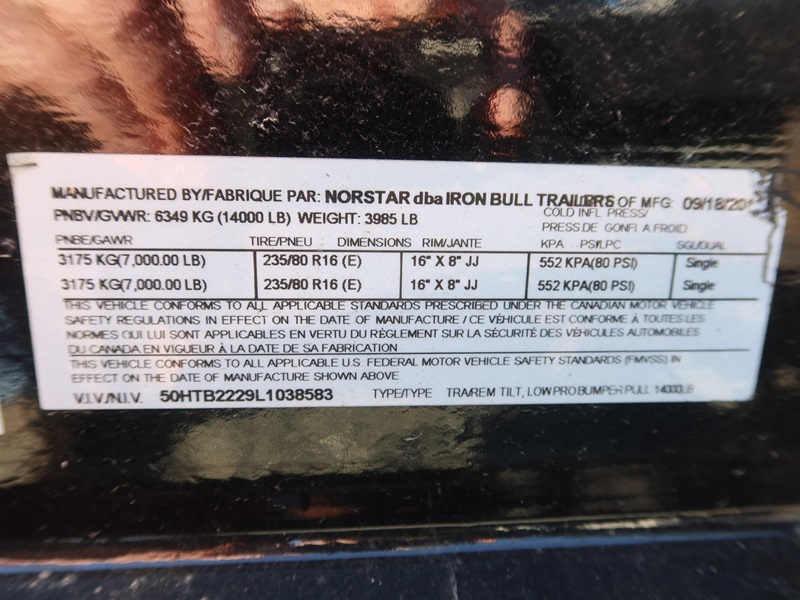 MANUFACTURED BY/FABRIQUE PAR: NORSTAR dba IRON BULL TRAILERS OF MFG: 09/18/201
PNBV/GVWR: 6349 KG (14000 LB) WEIGHT: 3985 LB COLD INFL. PRESS/
PRESS DE GONFL A FROID
PNBE/GAWR TIRE/PNEU DIMENSIONS RIM/JANTE KPA PSI/LPC SGL/DUAL
3175 KG(7,000.00 LB) 235/80 R16 (E) 16" X 8" JJ 552 KPA(80 PSI) Single
3175 KG(7,000.00 LB) 235/80 R16 (E) 16" X 8" JJ 552 KPA(80 PSI) Single
THIS VEHICLE CONFORMS TO ALL APPLICABLE STANDARDS PRESCRIBED UNDER THE CANADIAN MOTOR VEHICLE
SAFETY REGULATIONS IN EFFECT ON THE DATE OF MANUFACTURE / CE VÉHICULE EST CONFORME À TOUTES LES
NORMES QUI LUI SONT APPLICABLES EN VERTU DU RÈGLEMENT SUR LA SÉCURITÉ DES VÉHICULES AUTOMOBILES
DU CANADA EN VIGUEUR À LA DATE DE SA FABRICATION
THIS VEHICLE CONFORMS TO ALL APPLICABLE U.S. FEDERAL MOTOR VEHICLE SAFETY STANDARDS (FMVSS) IN
EFFECT ON THE DATE OF MANUFACTURE SHOWN ABOVE
V.I.V./N.I.V. 50HTB2229L1038583 TYPE/TYPE TRA/REM TILT, LOWPRO BUMPER PULL 14000LB